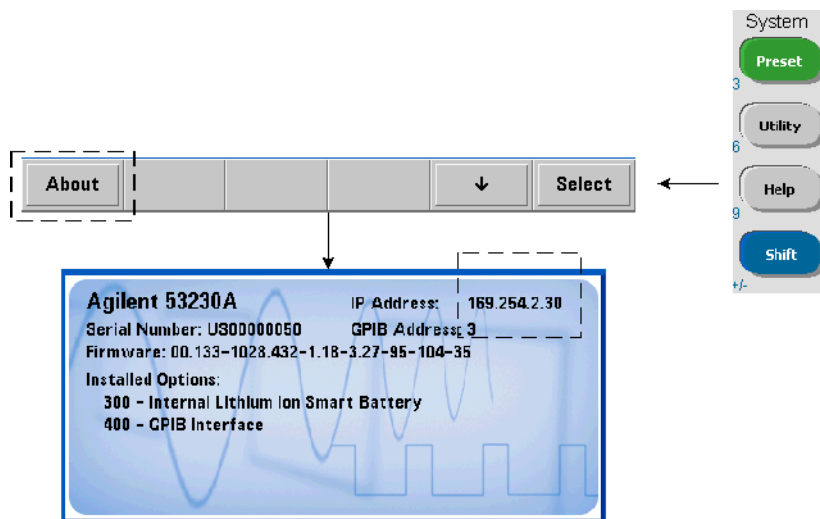 System
Preset
3
Utility
6
Help
9
Shift
+/-
About
↓
Select
Agilent 53230A
IP Address: 169.254.2.30
Serial Number: US00000050
GPIB Address: 3
Firmware: 00.133-1028.432-1.18-3.27-95-104-35
Installed Options:
300 - Internal Lithium Ion Smart Battery
400 - GPIB Interface